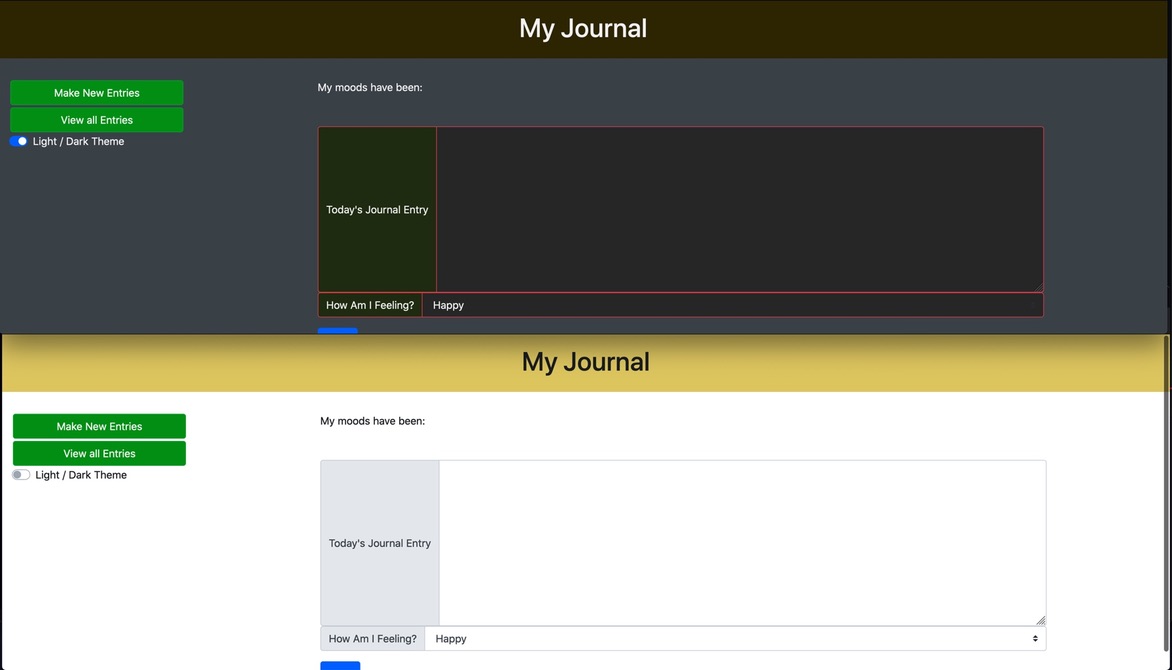 My Journal
Make New Entries
My moods have been:
View all Entries
Light / Dark Theme
Today's Journal Entry
How Am I Feeling? Happy
My Journal
Make New Entries
My moods have been:
View all Entries
Light / Dark Theme
Today's Journal Entry
How Am I Feeling? Happy